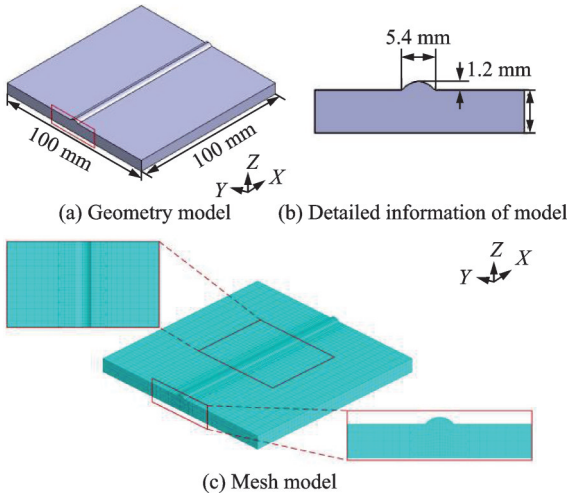 5.4 mm
1.2 mm
100 mm
100 mm
Z
Y
X
Z
Y
X
(a) Geometry model
(b) Detailed information of model
Z
Y
X
(c) Mesh model